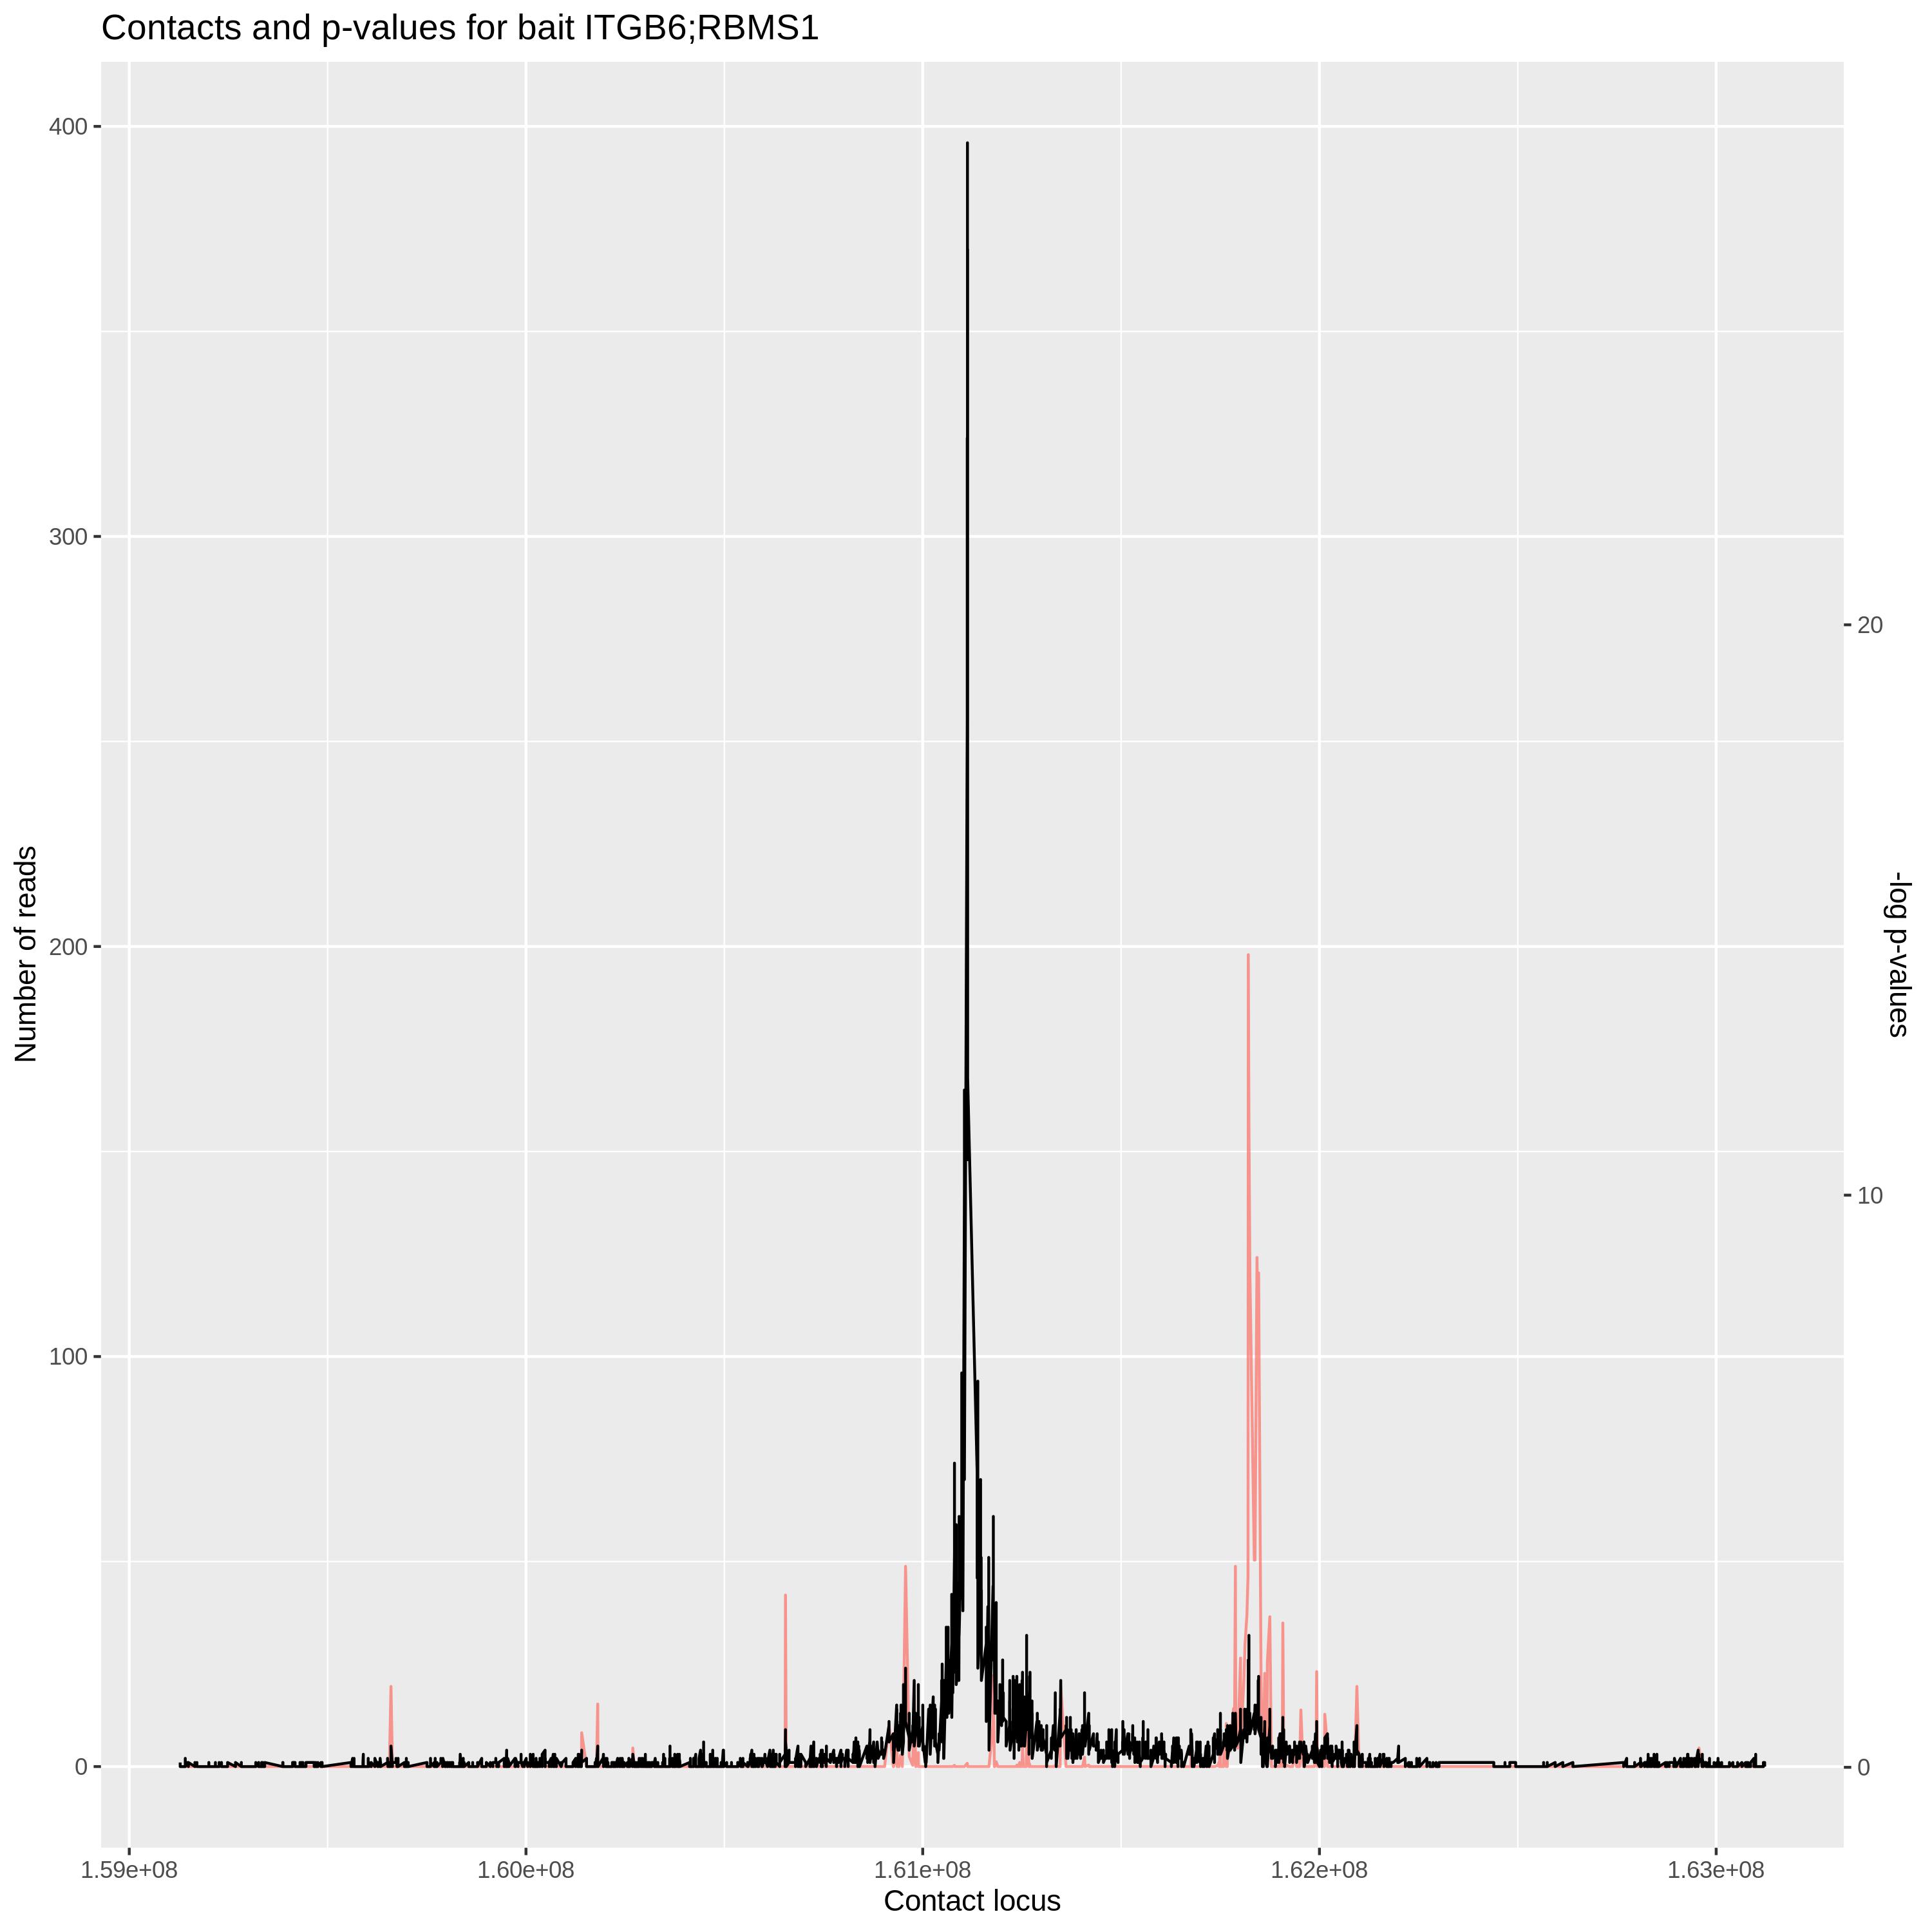 Contacts and p-values for bait ITGB6;RBMS1
400
300
200
100
0
Number of reads
20
10
0
-log p-values
1.59e+08
1.60e+08
1.61e+08
1.62e+08
1.63e+08
Contact locus